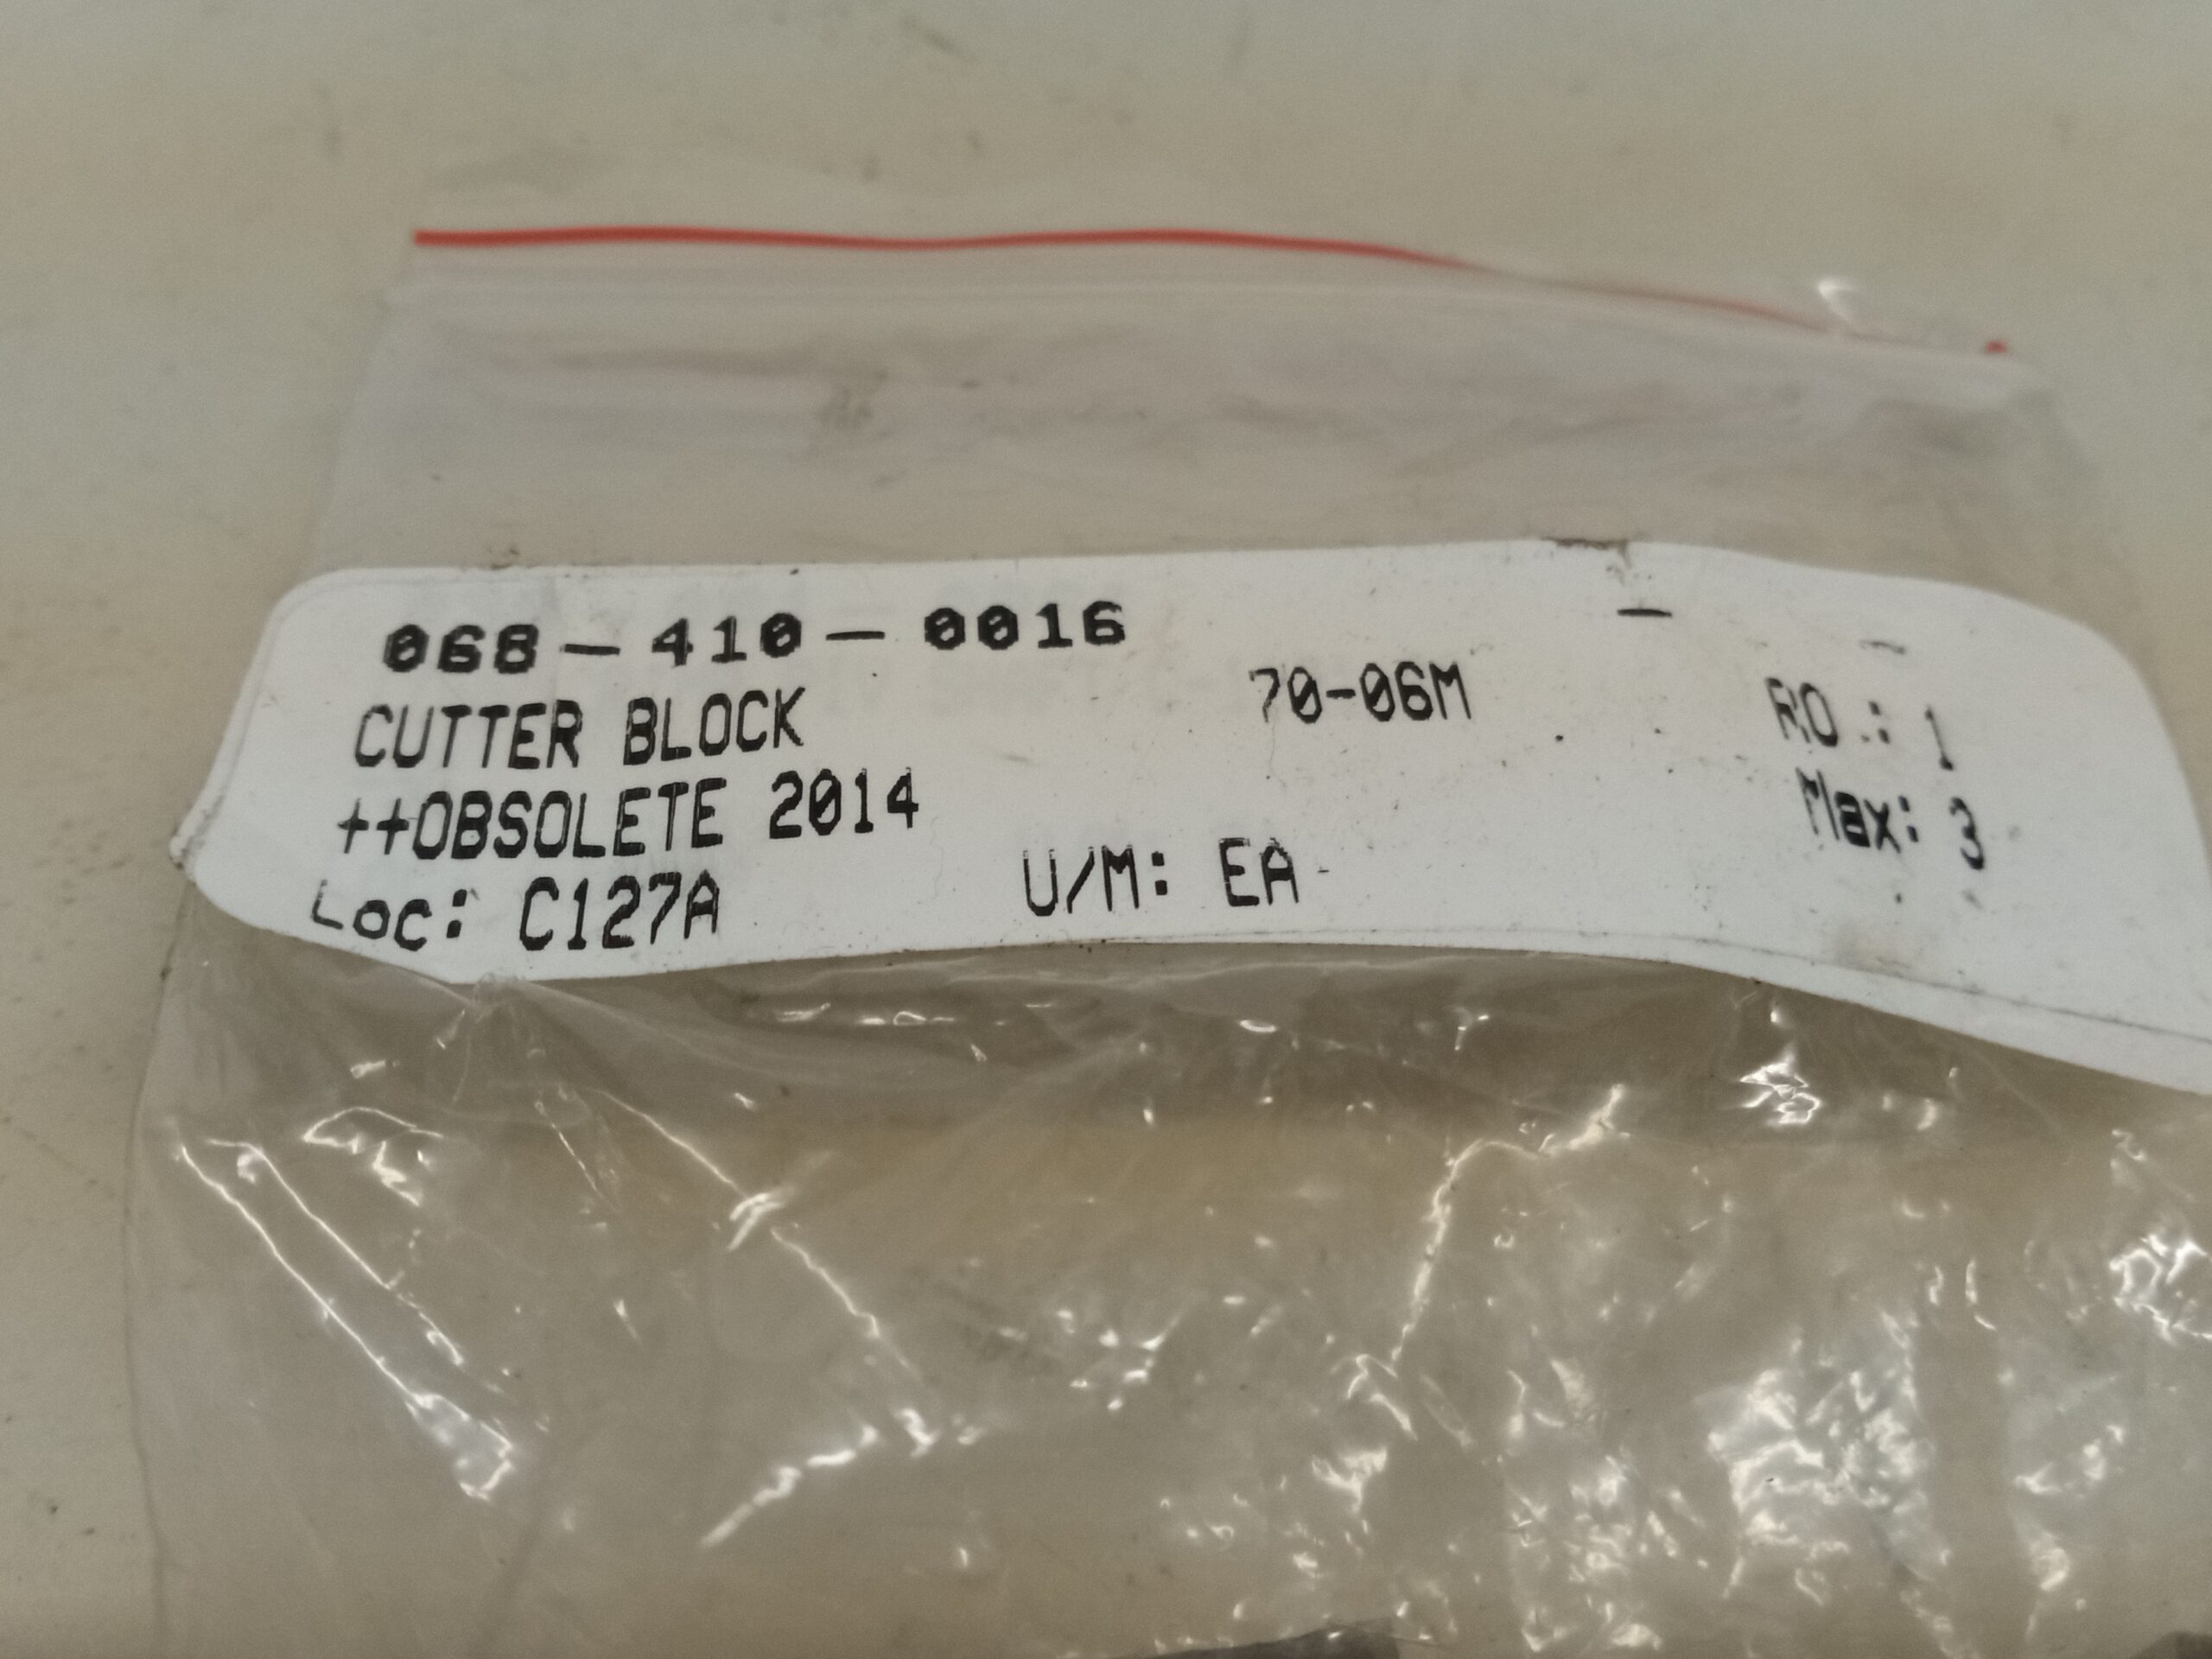 068-410-0016
CUTTER BLOCK 70-06M RO.: 1
++OBSOLETE 2014 Max: 3
Loc: C127A U/M: EA